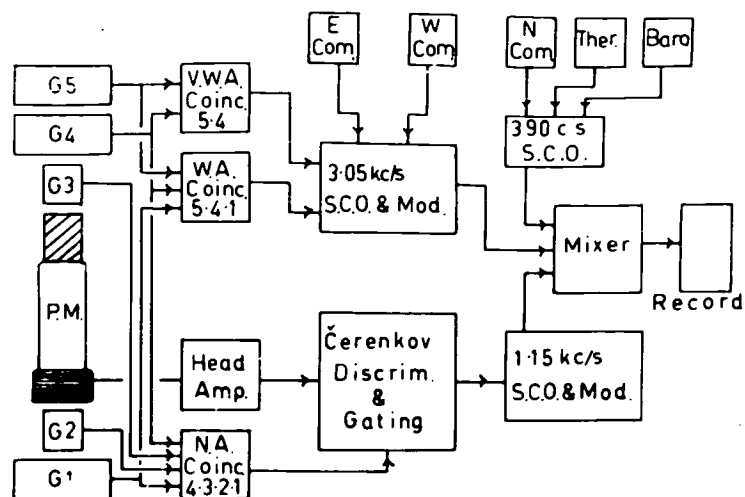 E
Com.
W
Com.
N
Com.
Ther.
Baro
G5
V.W.A.
Coinc.
5·4
G4
390 c s
S.C.O.
W.A.
Coinc.
5·4·1
3·05 kc/s
S.C.O. & Mod.
G3
Mixer
Record
P.M.
Head
Amp.
Čerenkov
Discrim.
&
Gating
1·15 kc/s
S.C.O. & Mod.
G2
N.A.
Coinc.
4·3·2·1
G1